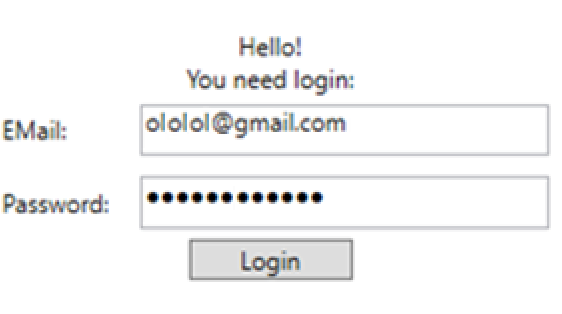 Hello!
You need login:
EMail: ololol@gmail.com
Password: ●●●●●●●●●●●●
Login